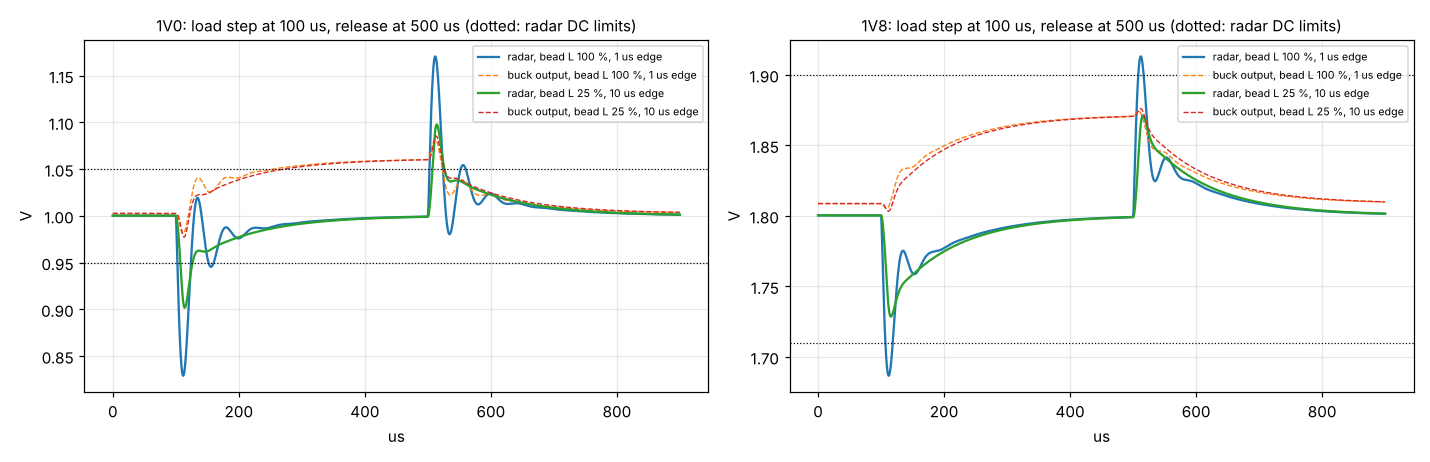 1V0: load step at 100 us, release at 500 us (dotted: radar DC limits)
radar, bead L 100 %, 1 us edge
buck output, bead L 100 %, 1 us edge
radar, bead L 25 %, 10 us edge
buck output, bead L 25 %, 10 us edge
V
1.15
1.10
1.05
1.00
0.95
0.90
0.85
0
200
400
600
800
us
1V8: load step at 100 us, release at 500 us (dotted: radar DC limits)
radar, bead L 100 %, 1 us edge
buck output, bead L 100 %, 1 us edge
radar, bead L 25 %, 10 us edge
buck output, bead L 25 %, 10 us edge
V
1.90
1.85
1.80
1.75
1.70
0
200
400
600
800
us